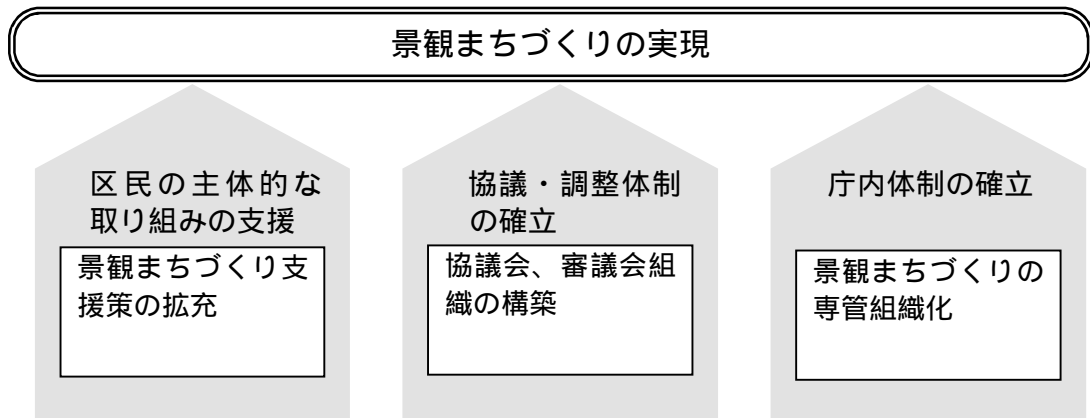 景観まちづくりの実現
区民の主体的な
取り組みの支援
景観まちづくり支
援策の拡充
協議・調整体制
の確立
協議会、審議会組
織の構築
庁内体制の確立
景観まちづくりの
専管組織化